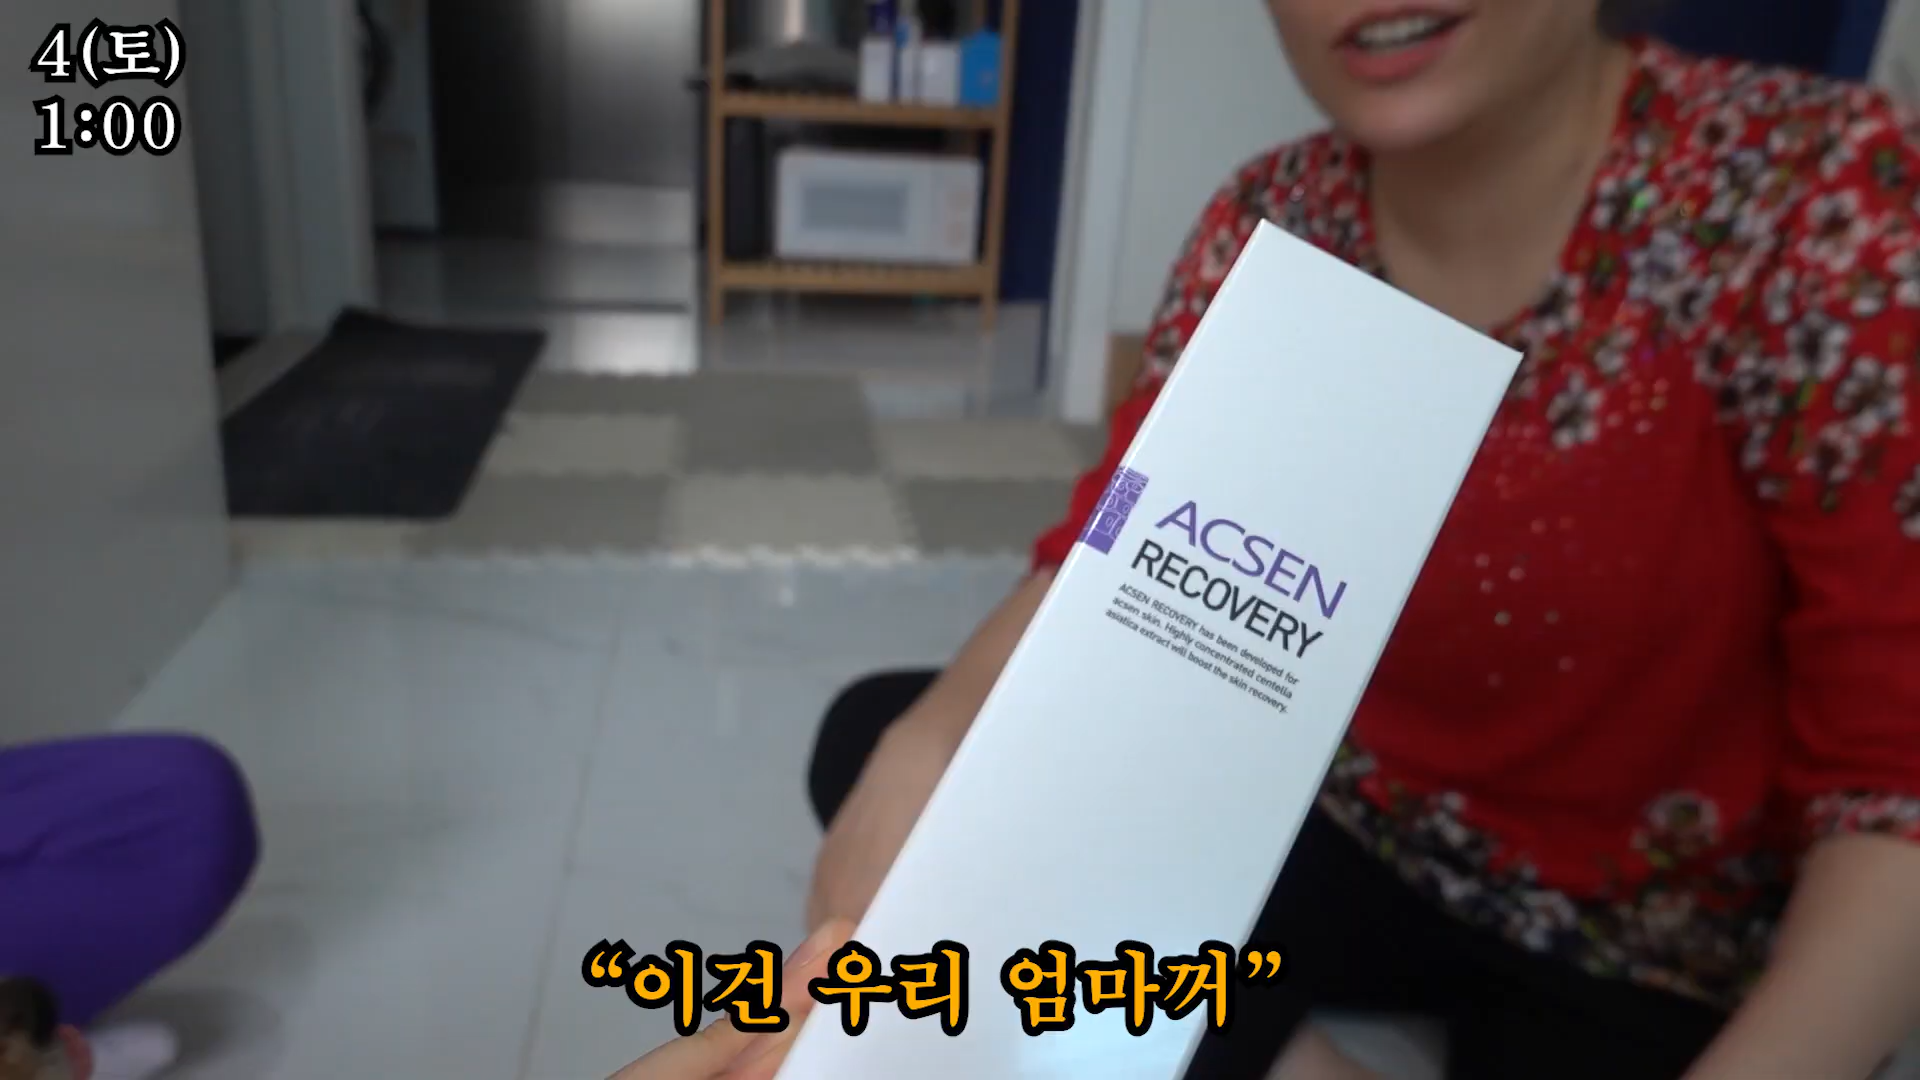 4(토)
1:00
ACSEN
RECOVERY
ACSEN RECOVERY has been developed for
acsen skin. Highly concentrated centella
asiatica extract will boost the skin recovery.
“이건 우리 엄마꺼”